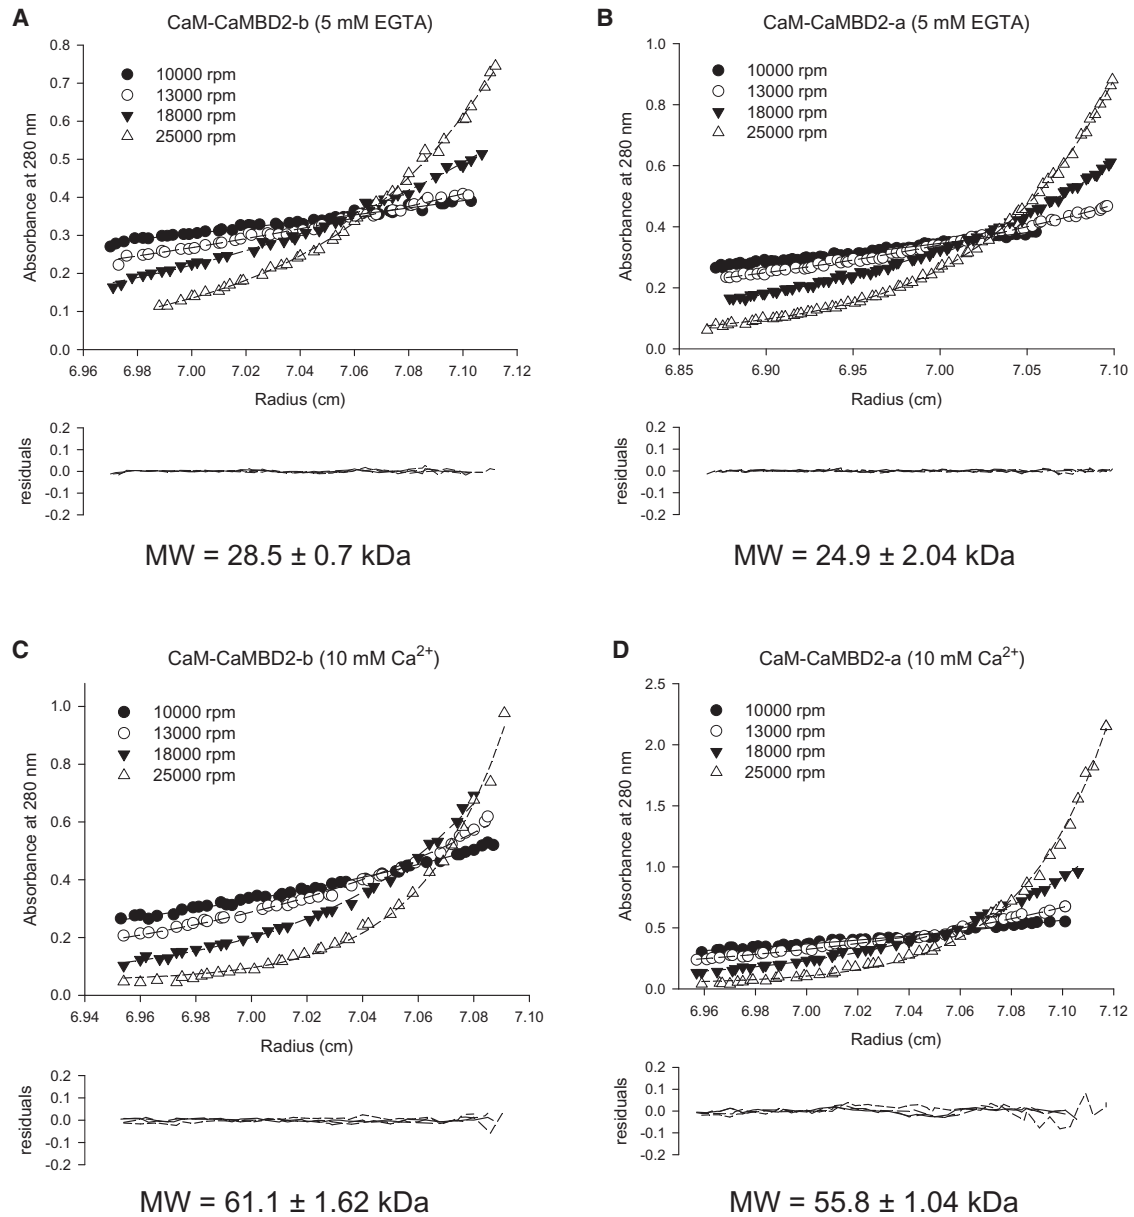 A
CaM-CaMBD2-b (5 mM EGTA)
Absorbance at 280 nm
0.8
0.7
0.6
0.5
0.4
0.3
0.2
0.1
0.0
10000 rpm
13000 rpm
18000 rpm
25000 rpm
6.96 6.98 7.00 7.02 7.04 7.06 7.08 7.10 7.12
Radius (cm)
residuals
0.2
0.1
0.0
-0.1
-0.2
MW = 28.5 ± 0.7 kDa
B
CaM-CaMBD2-a (5 mM EGTA)
Absorbance at 280 nm
1.0
0.8
0.6
0.4
0.2
0.0
10000 rpm
13000 rpm
18000 rpm
25000 rpm
6.85 6.90 6.95 7.00 7.05 7.10
Radius (cm)
residuals
0.2
0.1
0.0
-0.1
-0.2
MW = 24.9 ± 2.04 kDa
C
CaM-CaMBD2-b (10 mM Ca²⁺)
Absorbance at 280 nm
1.0
0.8
0.6
0.4
0.2
0.0
10000 rpm
13000 rpm
18000 rpm
25000 rpm
6.94 6.96 6.98 7.00 7.02 7.04 7.06 7.08 7.10
Radius (cm)
residuals
0.2
0.1
0.0
-0.1
-0.2
MW = 61.1 ± 1.62 kDa
D
CaM-CaMBD2-a (10 mM Ca²⁺)
Absorbance at 280 nm
2.5
2.0
1.5
1.0
0.5
0.0
10000 rpm
13000 rpm
18000 rpm
25000 rpm
6.96 6.98 7.00 7.02 7.04 7.06 7.08 7.10 7.12
Radius (cm)
residuals
0.2
0.1
0.0
-0.1
-0.2
MW = 55.8 ± 1.04 kDa